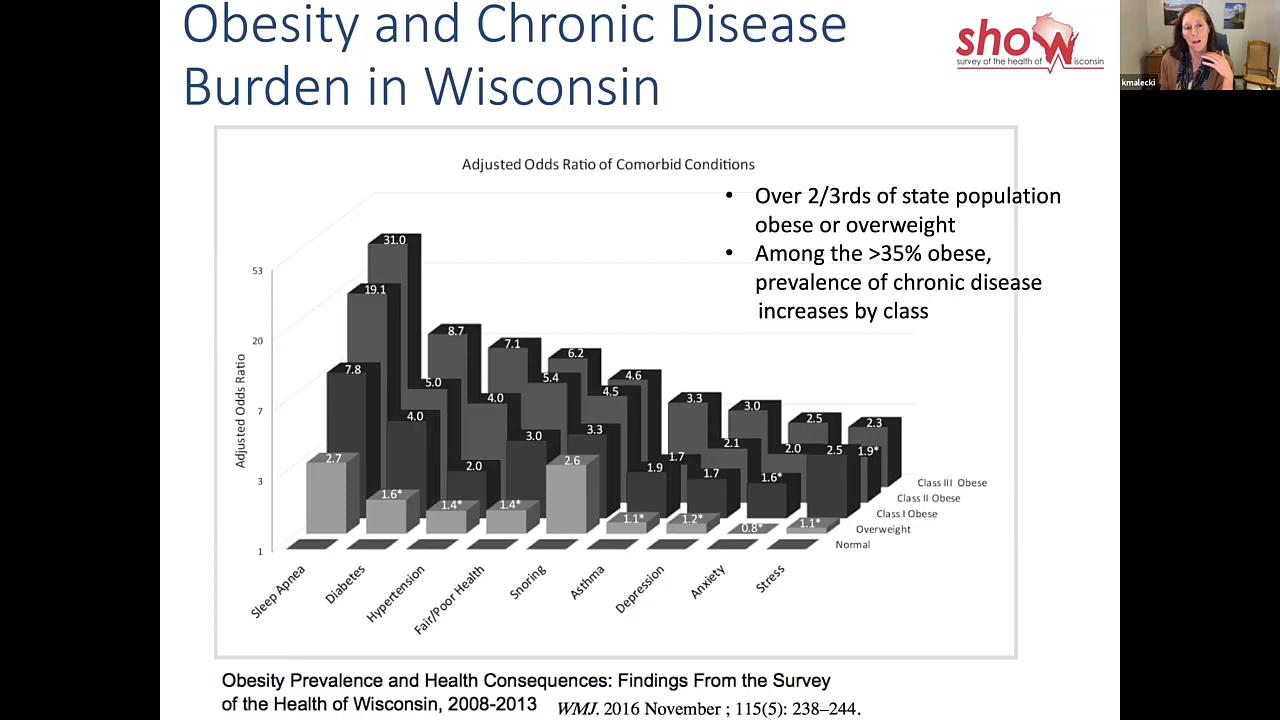 Obesity and Chronic Disease
Burden in Wisconsin
show
survey of the health of Wisconsin
kmalecki
Adjusted Odds Ratio of Comorbid Conditions
• Over 2/3rds of state population
obese or overweight
• Among the >35% obese,
prevalence of chronic disease
increases by class
Adjusted Odds Ratio
53
20
7
3
1
31.0
19.1
7.8
2.7
8.7
5.0
4.0
1.6*
7.1
4.0
2.0
1.4*
6.2
5.4
3.0
1.4*
4.6
4.5
3.3
2.6
3.3
1.7
1.9
1.1*
3.0
2.1
1.7
1.2*
2.5
2.0
1.6*
0.8*
2.3
1.9*
2.5
1.1*
Class III Obese
Class II Obese
Class I Obese
Overweight
Normal
Sleep Apnea
Diabetes
Hypertension
Fair/Poor Health
Snoring
Asthma
Depression
Anxiety
Stress
Obesity Prevalence and Health Consequences: Findings From the Survey
of the Health of Wisconsin, 2008-2013
WMJ. 2016 November ; 115(5): 238–244.